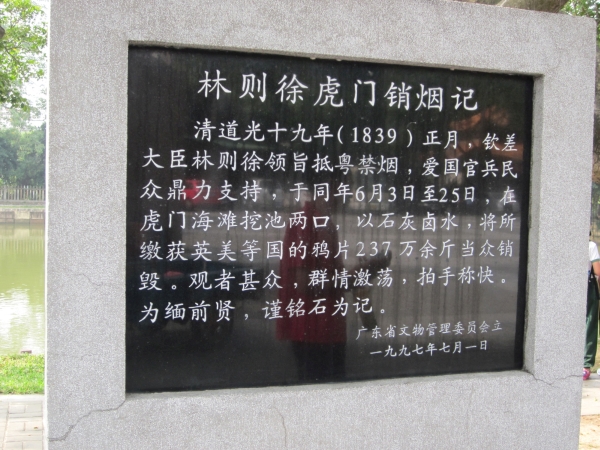 林则徐虎门销烟记
清道光十九年(1839)正月,钦差
大臣林则徐领旨抵粤禁烟,爱国官兵民
众鼎力支持,于同年6月3日至25日,在
虎门海滩挖池两口,以石灰卤水,将所
缴获英美等国的鸦片237万余斤当众销
毁。观者甚众,群情激荡,拍手称快。
为缅前贤,谨铭石为记。
广东省文物管理委员会立
一九九七年七月一日